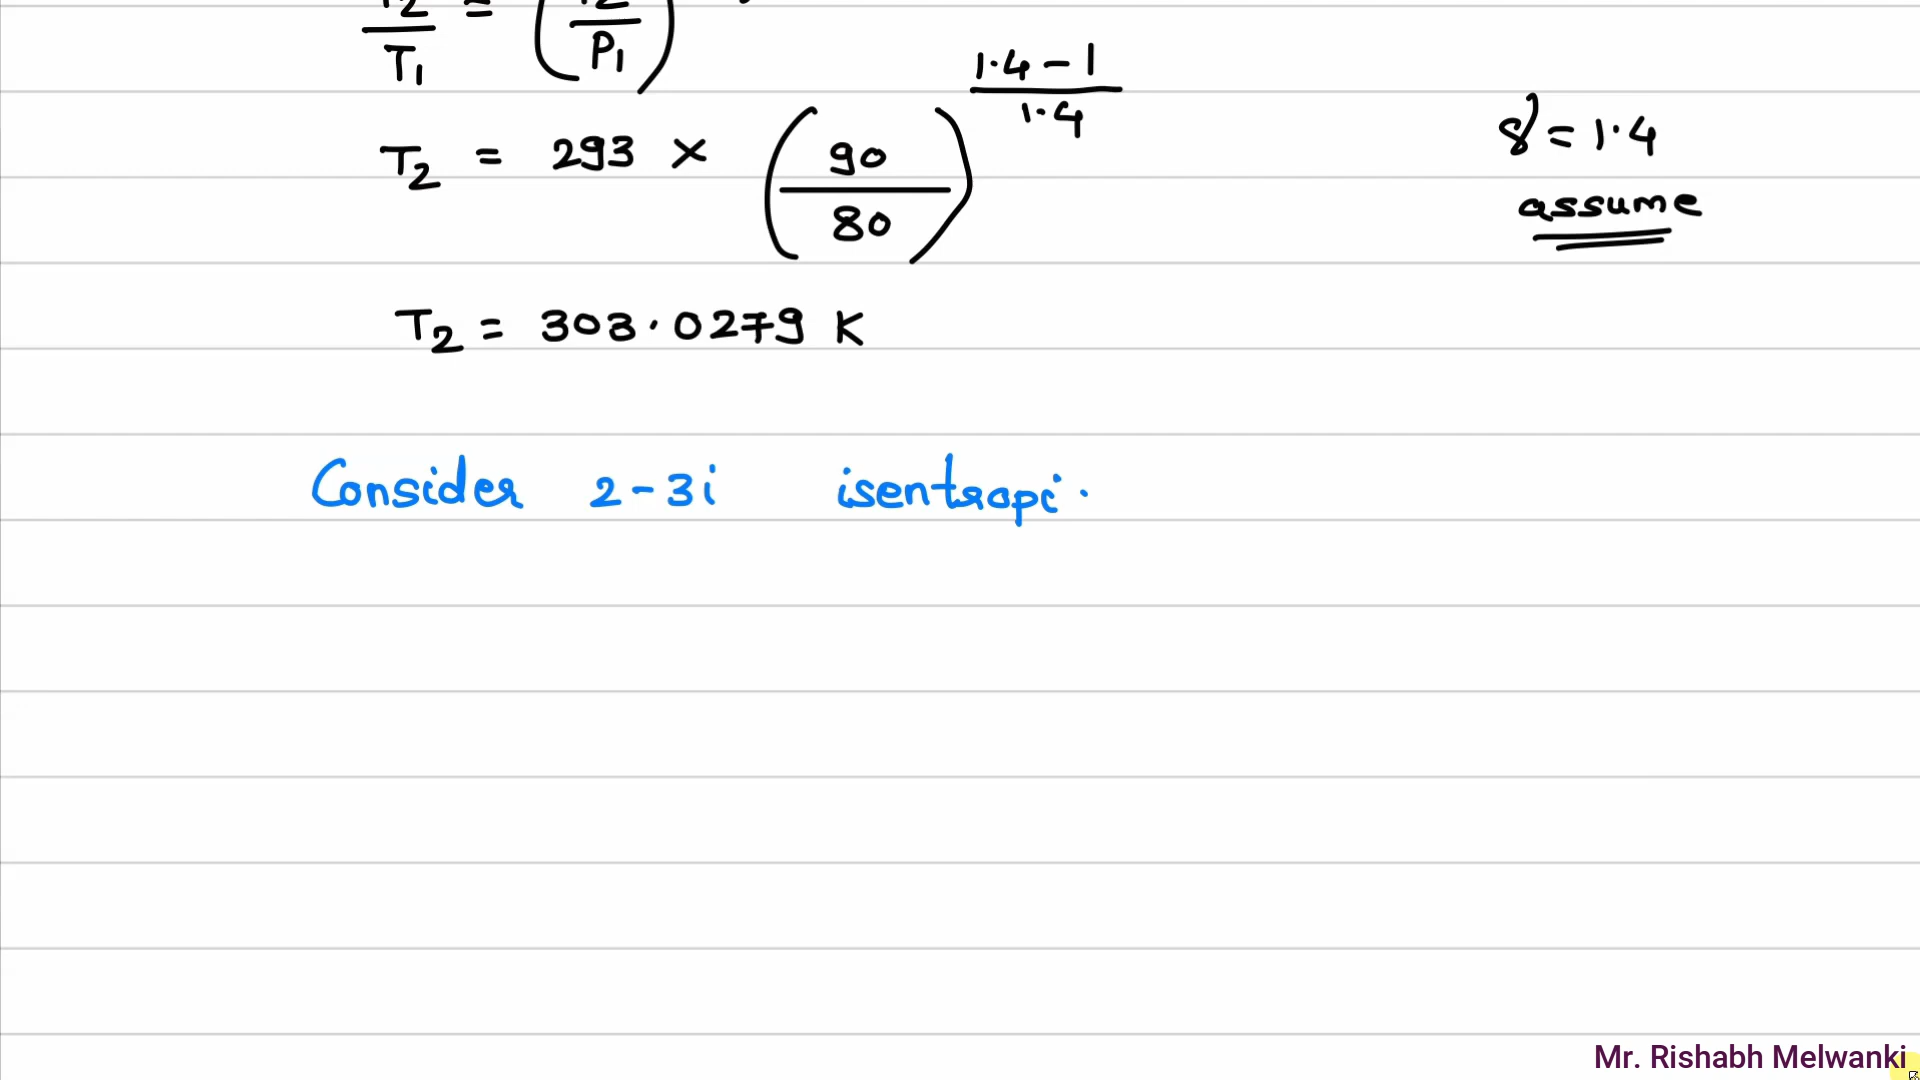 T2/T1 = (P2/P1)
T2 = 293 × (90/80)^(1.4-1)/1.4
γ = 1.4
assume
T2 = 303.0279 K
Consider 2-3i isentropi.
Mr. Rishabh Melwanki